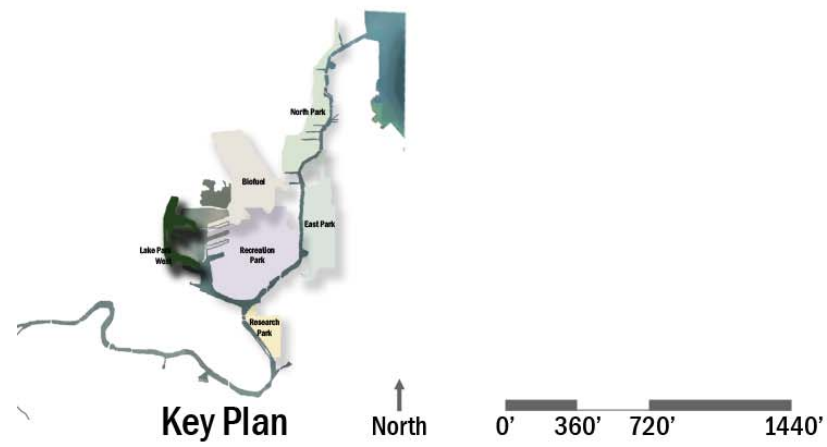 North Park
Biofuel
East Park
Lake Park
West
Recreation
Park
Research
Park
Key Plan
North
0' 360' 720' 1440'